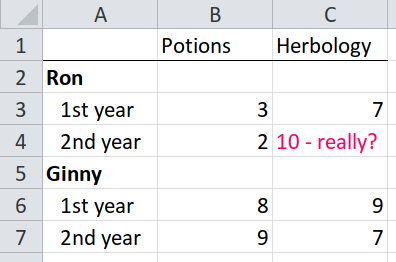 A B C
1 Potions Herbology
2 Ron
3 1st year 3 7
4 2nd year 2 10 - really?
5 Ginny
6 1st year 8 9
7 2nd year 9 7